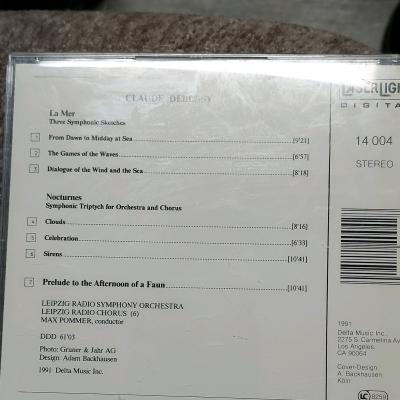 CLAUDE DEBUSSY
La Mer
Three Symphonic Sketches
1 From Dawn to Midday at Sea [9'21]
2 The Games of the Waves [6'57]
3 Dialogue of the Wind and the Sea [8'18]
Nocturnes
Symphonic Triptych for Orchestra and Chorus
4 Clouds [8'16]
5 Celebration [6'33]
6 Sirens [10'41]
7 Prelude to the Afternoon of a Faun [10'41]
LEIPZIG RADIO SYMPHONY ORCHESTRA
LEIPZIG RADIO CHORUS (6)
MAX POMMER, conductor
DDD 61'03
Photo: Gruner & Jahr AG
Design: Adam Backhausen
1991 Delta Music Inc.
LASERLIGHT
DIGITAL
14 004
STEREO
1991
Delta Music Inc.,
2275 S. Carmelina Av
Los Angeles,
CA 90064
Cover-Design
A. Backhausen
Köln
LC 8259